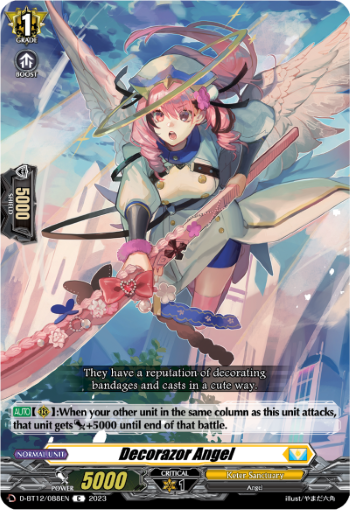 1
GRADE
BOOST
5000
SHIELD
They have a reputation of decorating
bandages and casts in a cute way.
AUTO 1:When your other unit in the same column as this unit attacks,
that unit gets +5000 until end of that battle.
NORMAL UNIT
Decorazor Angel
POWER 5000
CRITICAL
1
Keter Sanctuary
Angel
D-BT12/088EN C 2023
illust/やまだ六角